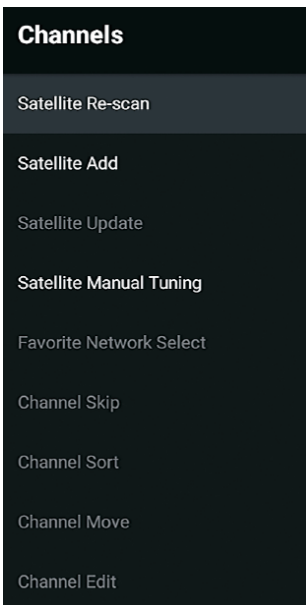 Channels
Satellite Re-scan
Satellite Add
Satellite Update
Satellite Manual Tuning
Favorite Network Select
Channel Skip
Channel Sort
Channel Move
Channel Edit